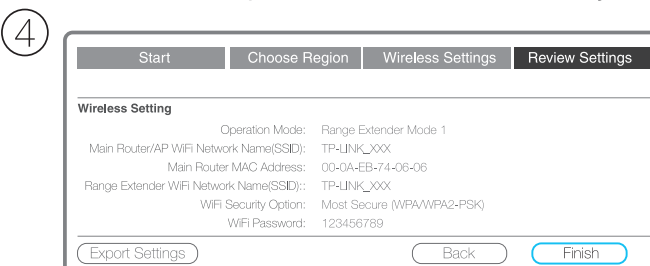 4
Start Choose Region Wireless Settings Review Settings
Wireless Setting
Operation Mode: Range Extender Mode 1
Main Router/AP WiFi Network Name(SSID): TP-LINK_XXX
Main Router MAC Address: 00-0A-EB-74-06-06
Range Extender WiFi Network Name(SSID):: TP-LINK_XXX
WiFi Security Option: Most Secure (WPA/WPA2-PSK)
WiFi Password: 123456789
Export Settings Back Finish